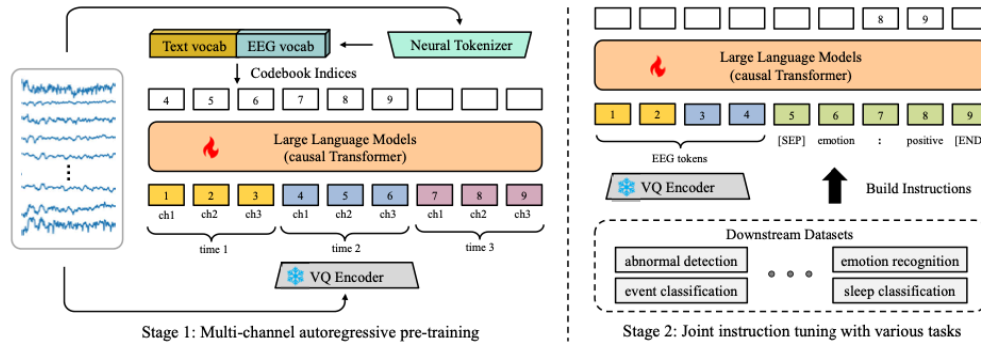 Text vocab EEG vocab
Neural Tokenizer
Codebook Indices
4 5 6 7 8 9
Large Language Models
(causal Transformer)
1 2 3 4 5 6 7 8 9
ch1 ch2 ch3 ch1 ch2 ch3 ch1 ch2 ch3
time 1 time 2 time 3
VQ Encoder
Stage 1: Multi-channel autoregressive pre-training
8 9
Large Language Models
(causal Transformer)
1 2 3 4 5 6 7 8 9
[SEP] emotion : positive [END
EEG tokens
VQ Encoder
Build Instructions
Downstream Datasets
abnormal detection emotion recognition
event classification sleep classification
Stage 2: Joint instruction tuning with various tasks